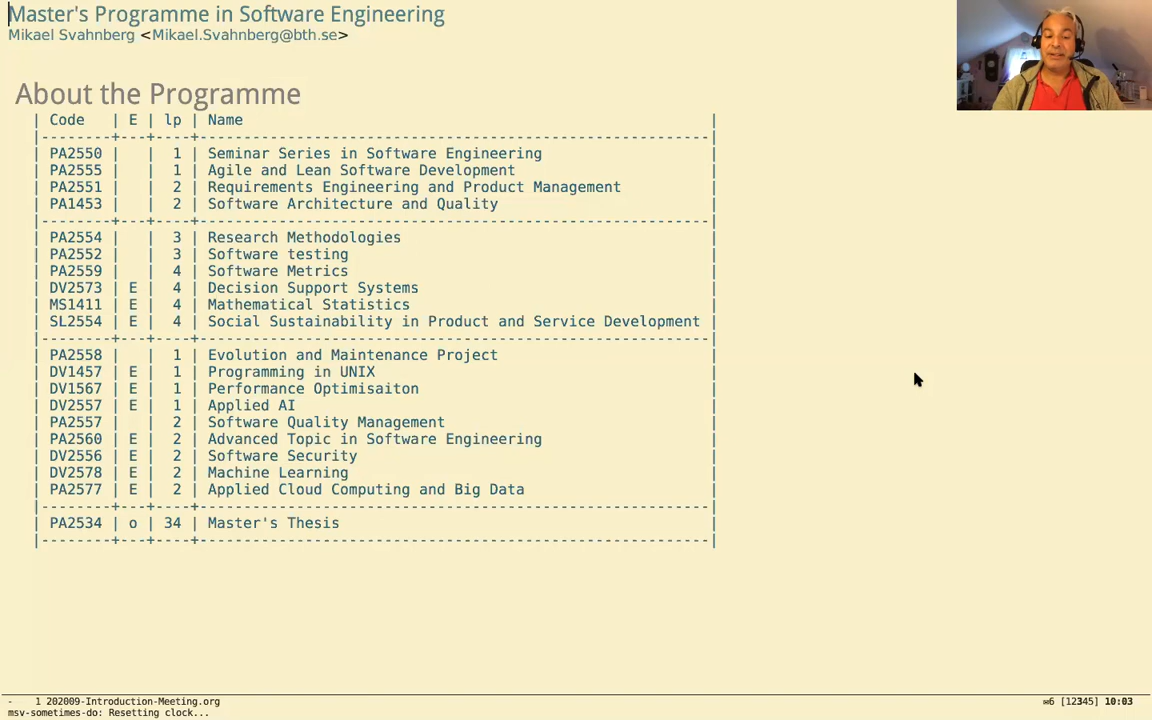 Master's Programme in Software Engineering
Mikael Svahnberg <Mikael.Svahnberg@bth.se>
About the Programme
| Code | E | lp | Name |
|--------+---+----+----------------------------------------------------------|
| PA2550 | | 1 | Seminar Series in Software Engineering |
| PA2555 | | 1 | Agile and Lean Software Development |
| PA2551 | | 2 | Requirements Engineering and Product Management |
| PA1453 | | 2 | Software Architecture and Quality |
|--------+---+----+----------------------------------------------------------|
| PA2554 | | 3 | Research Methodologies |
| PA2552 | | 3 | Software testing |
| PA2559 | | 4 | Software Metrics |
| DV2573 | E | 4 | Decision Support Systems |
| MS1411 | E | 4 | Mathematical Statistics |
| SL2554 | E | 4 | Social Sustainability in Product and Service Development |
|--------+---+----+----------------------------------------------------------|
| PA2558 | | 1 | Evolution and Maintenance Project |
| DV1457 | E | 1 | Programming in UNIX |
| DV1567 | E | 1 | Performance Optimisaiton |
| DV2557 | E | 1 | Applied AI |
| PA2557 | | 2 | Software Quality Management |
| PA2560 | E | 2 | Advanced Topic in Software Engineering |
| DV2556 | E | 2 | Software Security |
| DV2578 | E | 2 | Machine Learning |
| PA2577 | E | 2 | Applied Cloud Computing and Big Data |
|--------+---+----+----------------------------------------------------------|
| PA2534 | o | 34 | Master's Thesis |
|--------+---+----+----------------------------------------------------------|
- 1 202009-Introduction-Meeting.org ✉6 [12345] 10:03
msv-sometimes-do: Resetting clock...